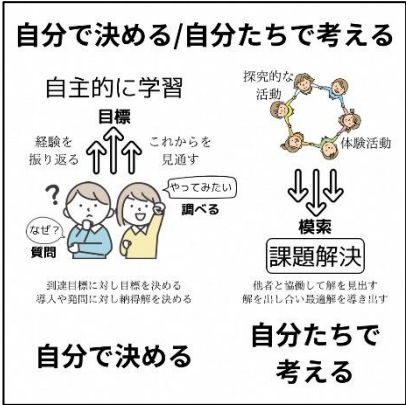 自分で決める/自分たちで考える
自主的に学習
目標
経験を
振り返る
これからを
見通す
?
やってみたい
調べる
なぜ?
質問
到達目標に対し目標を決める
導入や発問に対し納得解を決める
自分で決める
探究的な
活動
体験活動
模索
課題解決
他者と協働して解を見出す
解を出し合い最適解を導き出す
自分たちで
考える